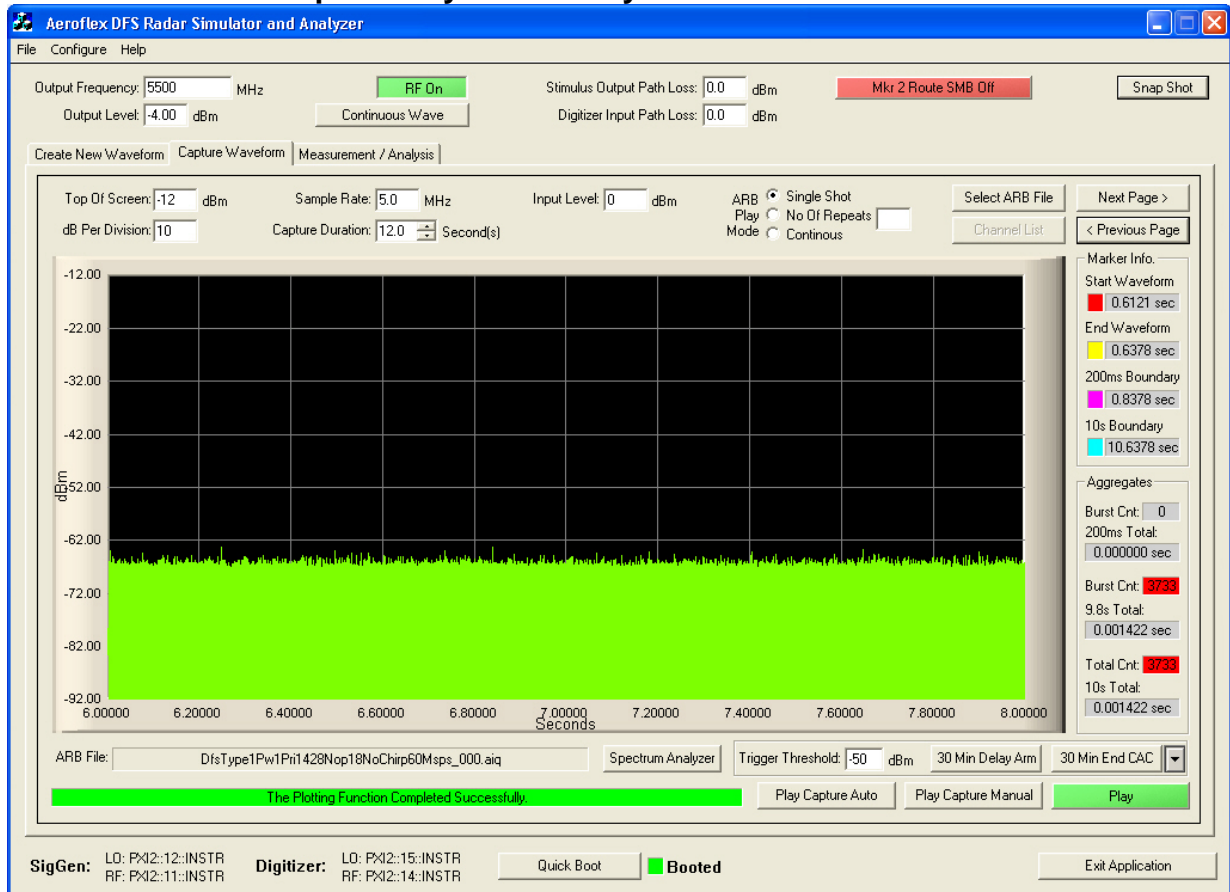 Aeroflex DFS Radar Simulator and Analyzer
File Configure Help
Output Frequency: 5500 MHz RF On Stimulus Output Path Loss: 0.0 dBm Mkr 2 Route SMB Off Snap Shot
Output Level: -4.00 dBm Continuous Wave Digitizer Input Path Loss: 0.0 dBm
Create New Waveform Capture Waveform Measurement / Analysis
Top Of Screen: -12 dBm Sample Rate: 5.0 MHz Input Level: 0 dBm ARB Play Mode Single Shot Select ARB File Next Page >
No Of Repeats
dB Per Division: 10 Capture Duration: 12.0 Second(s) Continous Channel List < Previous Page
Marker Info.
Start Waveform
0.6121 sec
End Waveform
0.6378 sec
200ms Boundary
0.8378 sec
10s Boundary
10.6378 sec
Aggregates
Burst Cnt: 0
200ms Total:
0.000000 sec
Burst Cnt: 3733
9.8s Total:
0.001422 sec
Total Cnt: 3733
10s Total:
0.001422 sec
-12.00
-22.00
-32.00
-42.00
-52.00
-62.00
-72.00
-82.00
-92.00
dBm
6.00000 6.20000 6.40000 6.60000 6.80000 7.00000 7.20000 7.40000 7.60000 7.80000 8.00000
Seconds
ARB File: DfsType1Pw1Pri1428Nop18NoChirp60Msps_000.aiq Spectrum Analyzer Trigger Threshold: -50 dBm 30 Min Delay Arm 30 Min End CAC
The Plotting Function Completed Successfully. Play Capture Auto Play Capture Manual Play
SigGen: LO: PXI2::12::INSTR Digitizer: LO: PXI2::15::INSTR Quick Boot Booted Exit Application
RF: PXI2::11::INSTR RF: PXI2::14::INSTR